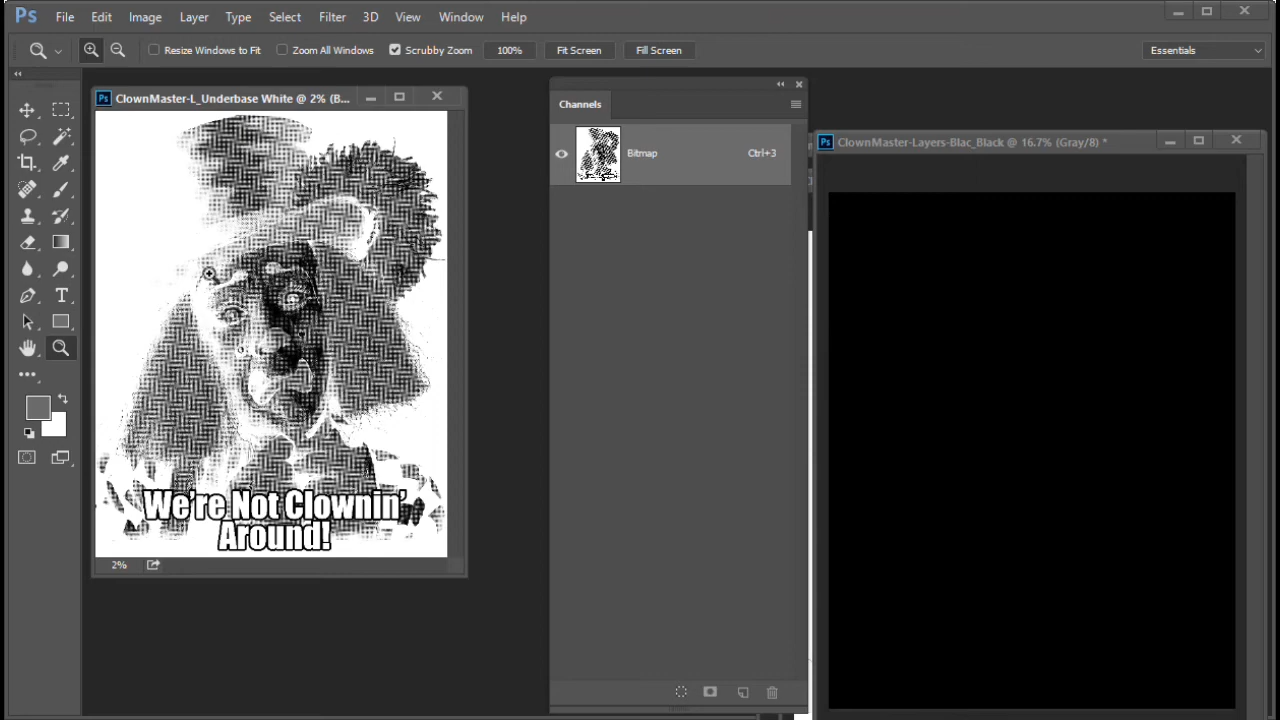 Ps File Edit Image Layer Type Select Filter 3D View Window Help
Resize Windows to Fit Zoom All Windows Scrubby Zoom 100% Fit Screen Fill Screen Essentials
Ps ClownMaster-L_Underbase White @ 2% (B...
Channels
Bitmap Ctrl+3
Ps ClownMaster-Layers-Blac_Black @ 16.7% (Gray/8) *
T
We're Not Clownin'
Around!
2%